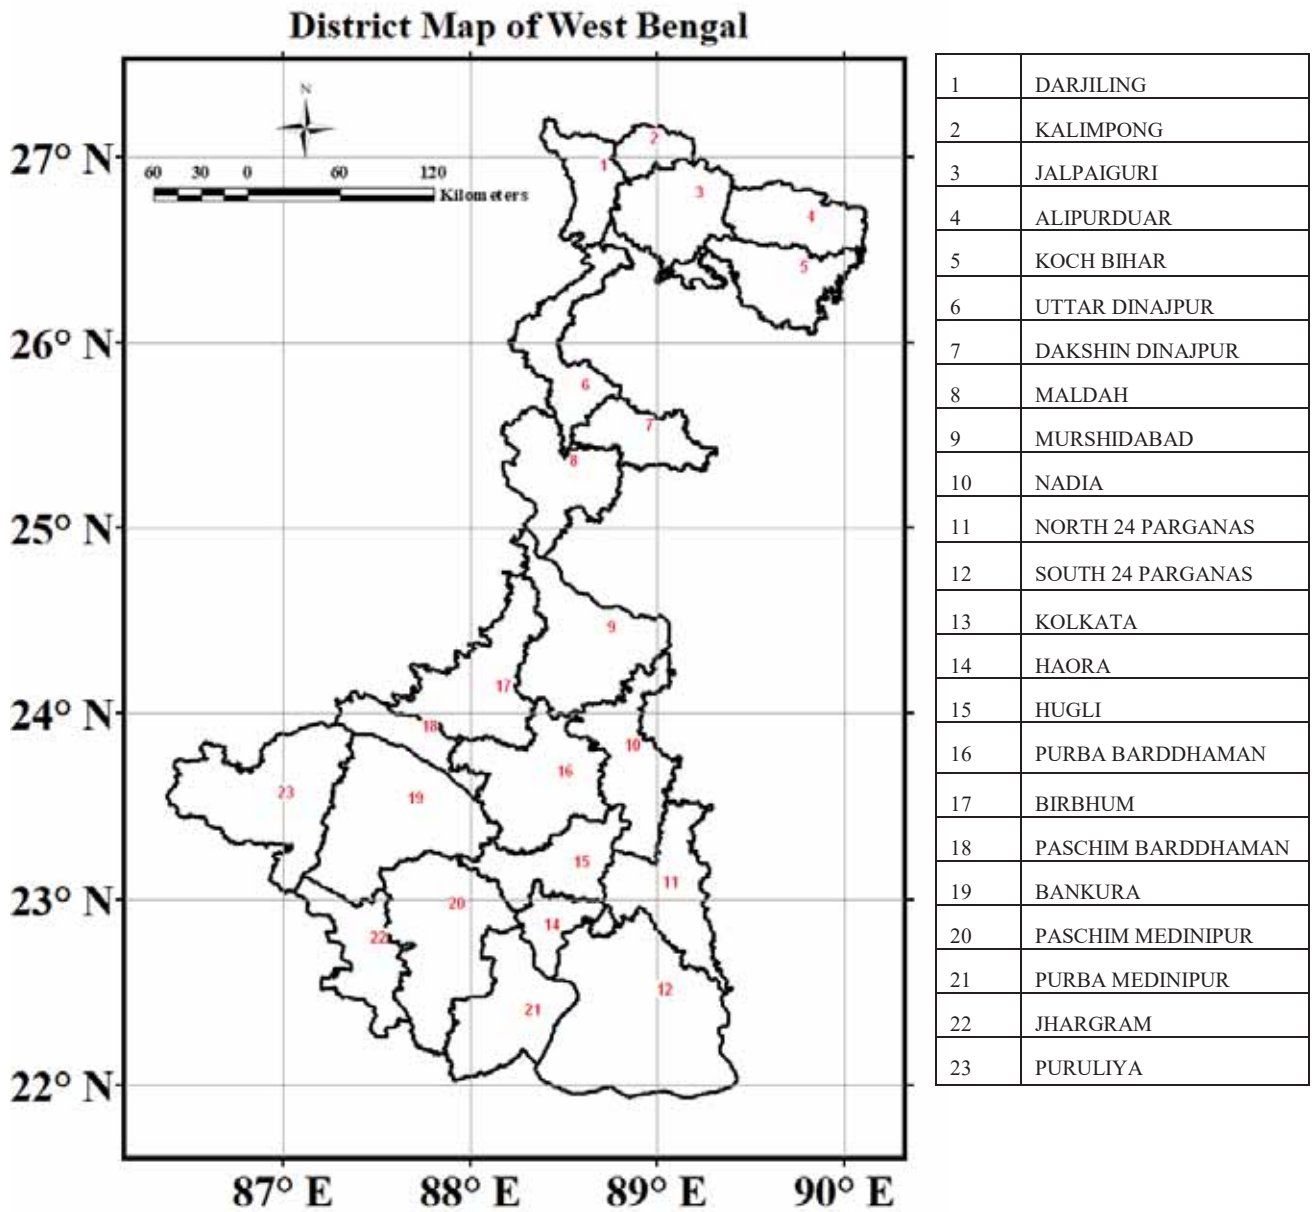 District Map of West Bengal
N
60 30 0 60 120
Kilometers
27° N
26° N
25° N
24° N
23° N
22° N
87° E 88° E 89° E 90° E
1
2
3
4
5
6
7
8
9
10
11
12
14
15
16
17
18
19
20
21
22
23
1 DARJILING
2 KALIMPONG
3 JALPAIGURI
4 ALIPURDUAR
5 KOCH BIHAR
6 UTTAR DINAJPUR
7 DAKSHIN DINAJPUR
8 MALDAH
9 MURSHIDABAD
10 NADIA
11 NORTH 24 PARGANAS
12 SOUTH 24 PARGANAS
13 KOLKATA
14 HAORA
15 HUGLI
16 PURBA BARDDHAMAN
17 BIRBHUM
18 PASCHIM BARDDHAMAN
19 BANKURA
20 PASCHIM MEDINIPUR
21 PURBA MEDINIPUR
22 JHARGRAM
23 PURULIYA